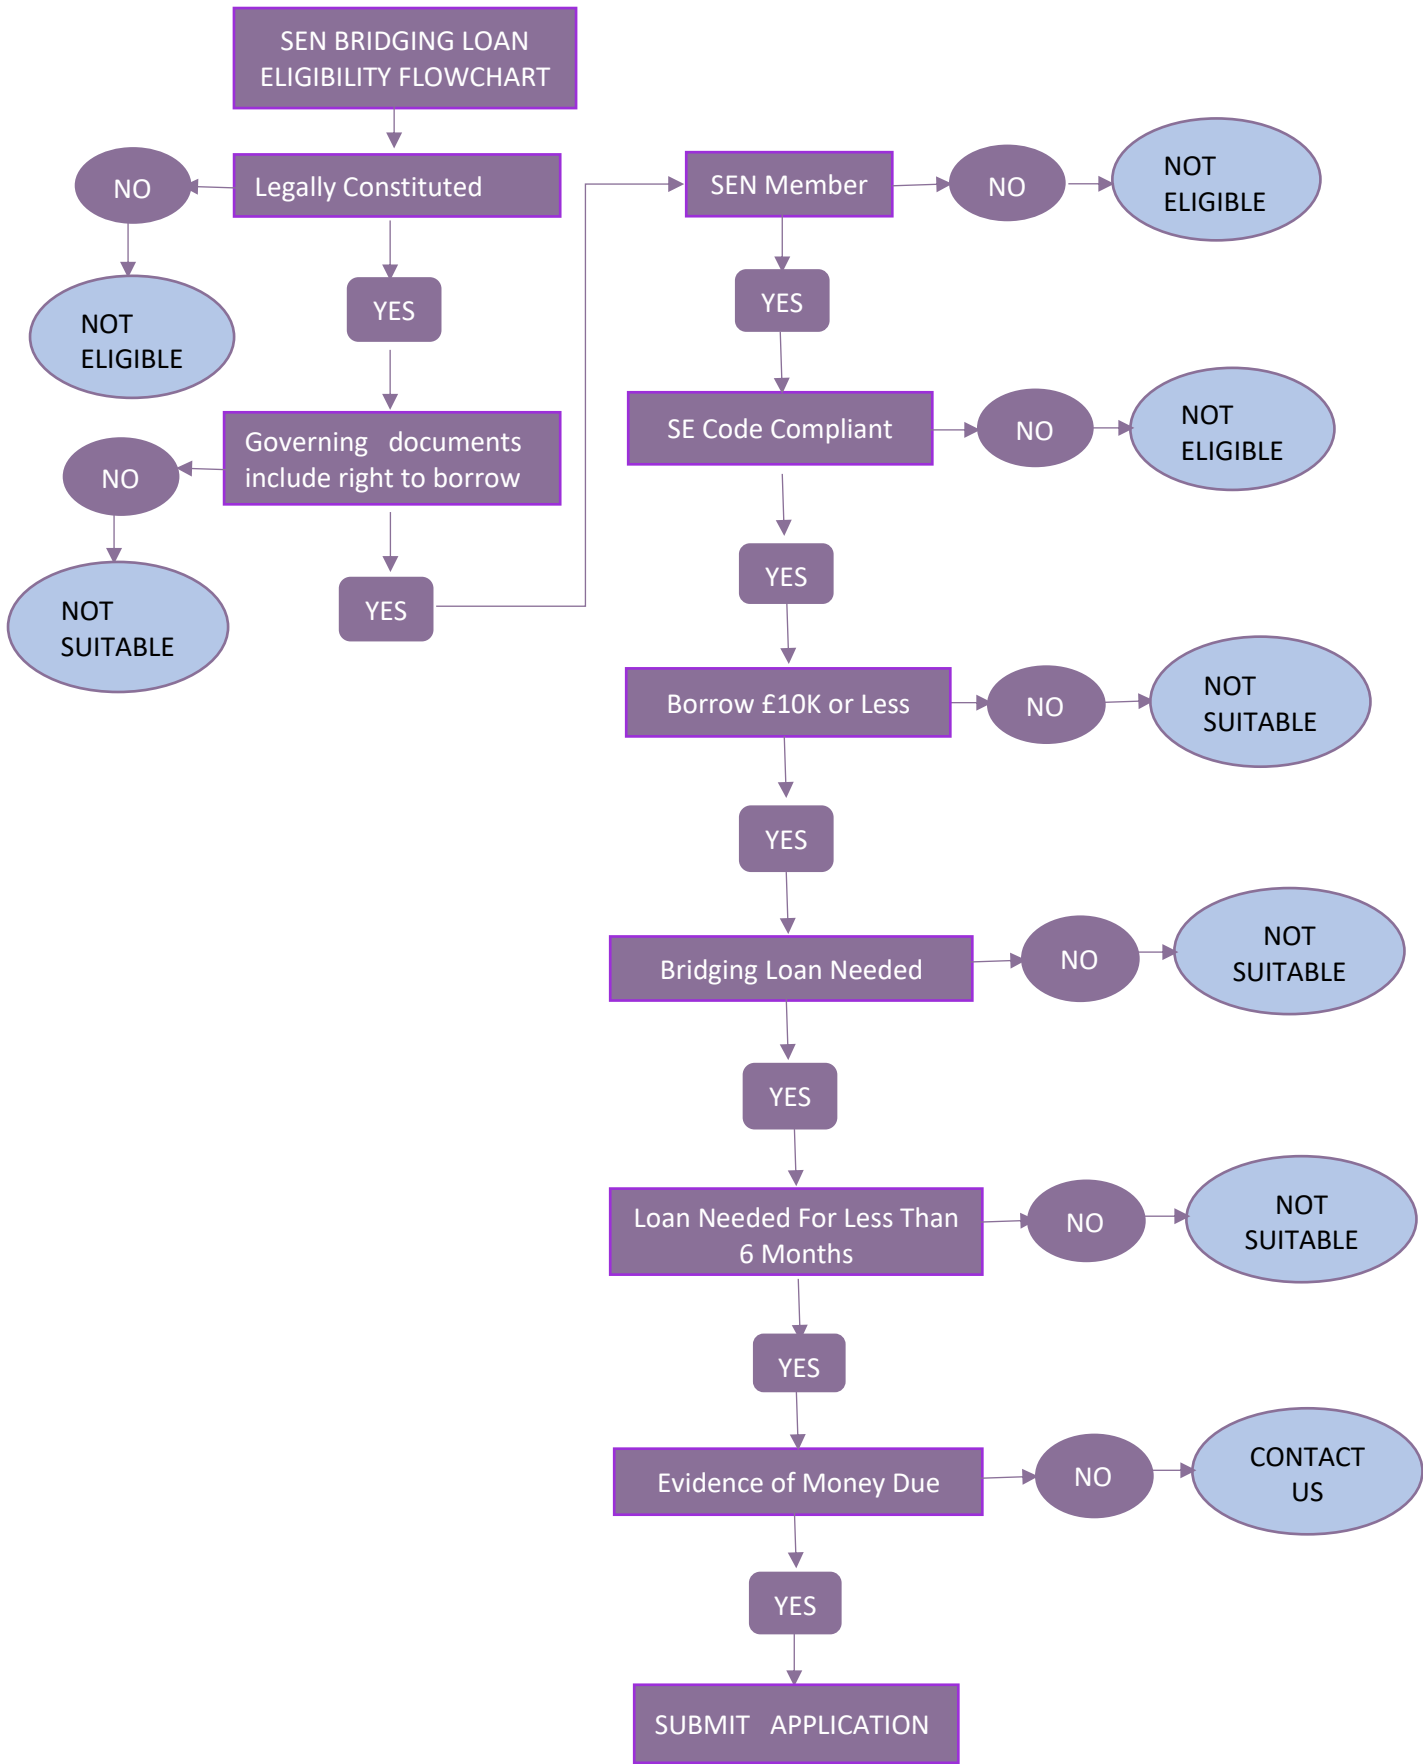 SEN BRIDGING LOAN
ELIGIBILITY FLOWCHART
Legally Constituted
NO
NOT
ELIGIBLE
YES
Governing documents
include right to borrow
NO
NOT
SUITABLE
YES
SEN Member
NO
NOT
ELIGIBLE
YES
SE Code Compliant
NO
NOT
ELIGIBLE
YES
Borrow £10K or Less
NO
NOT
SUITABLE
YES
Bridging Loan Needed
NO
NOT
SUITABLE
YES
Loan Needed For Less Than
6 Months
NO
NOT
SUITABLE
YES
Evidence of Money Due
NO
CONTACT
US
YES
SUBMIT APPLICATION